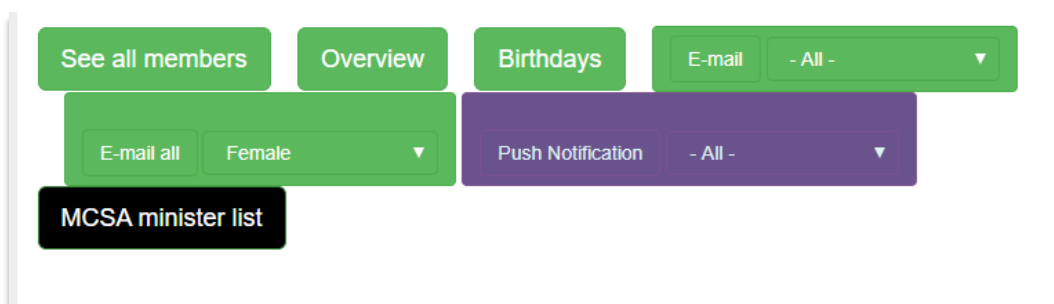 See all members Overview Birthdays E-mail - All -
E-mail all Female Push Notification - All -
MCSA minister list